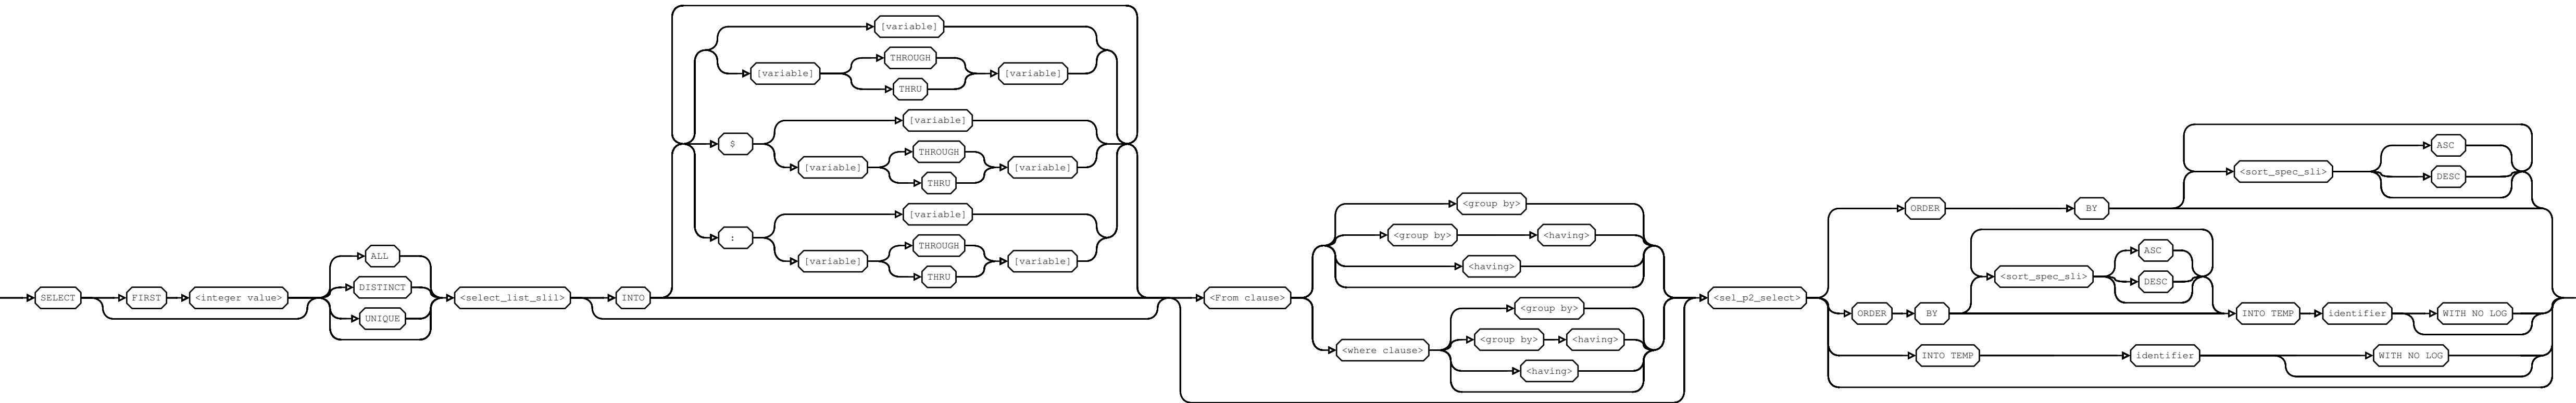 SELECT
FIRST
<integer value>
ALL
DISTINCT
UNIQUE
<select_list_slil>
INTO
[variable]
[variable]
THROUGH
THRU
[variable]
$
[variable]
[variable]
THROUGH
THRU
[variable]
:
[variable]
[variable]
THROUGH
THRU
[variable]
<From clause>
<group by>
<group by>
<having>
<having>
<where clause>
<group by>
<group by>
<having>
<having>
<sel_p2_select>
ORDER
BY
<sort_spec_sli>
ASC
DESC
ORDER
BY
<sort_spec_sli>
ASC
DESC
INTO TEMP
identifier
WITH NO LOG
INTO TEMP
identifier
WITH NO LOG